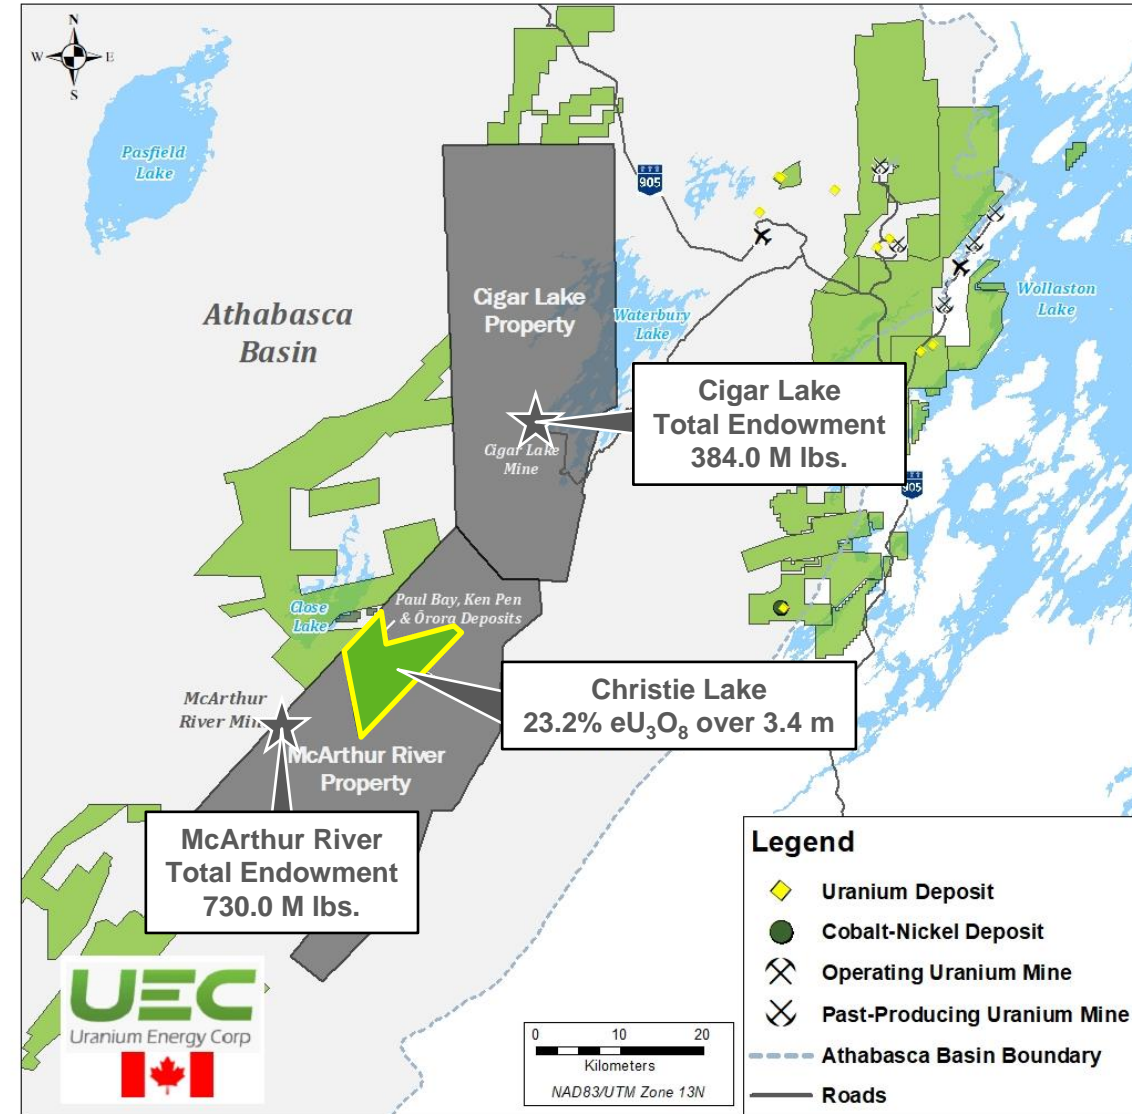 N
W
E
S
Pasfield
Lake
905
Athabasca
Basin
Cigar Lake
Property
Waterbury
Lake
Wollaston
Lake
Cigar Lake
Total Endowment
384.0 M lbs.
Cigar Lake
Mine
905
Close
Lake
Paul Bay, Ken Pen
& Ōrora Deposits
McArthur
River Mine
Christie Lake
23.2% eU₃O₈ over 3.4 m
McArthur River
Property
McArthur River
Total Endowment
730.0 M lbs.
Legend
Uranium Deposit
Cobalt-Nickel Deposit
Operating Uranium Mine
Past-Producing Uranium Mine
Athabasca Basin Boundary
Roads
UEC
Uranium Energy Corp
0 10 20
Kilometers
NAD83/UTM Zone 13N